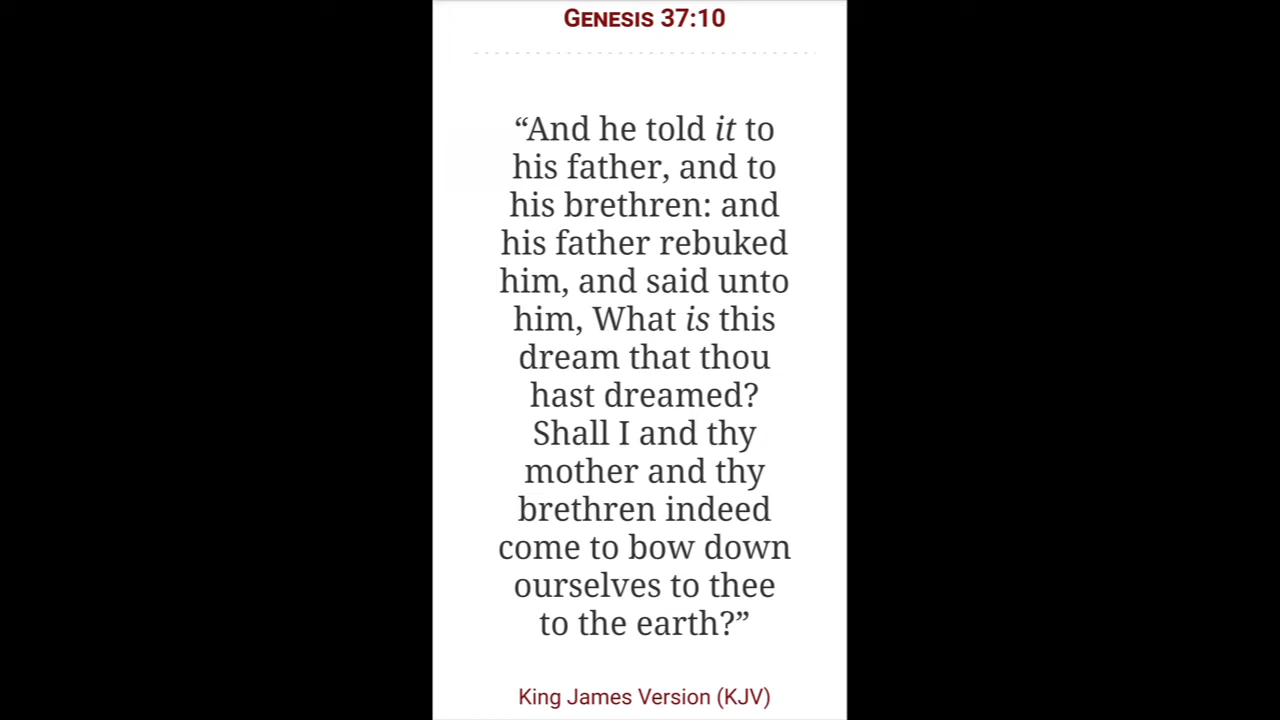 Genesis 37:10
“And he told it to
his father, and to
his brethren: and
his father rebuked
him, and said unto
him, What is this
dream that thou
hast dreamed?
Shall I and thy
mother and thy
brethren indeed
come to bow down
ourselves to thee
to the earth?”
King James Version (KJV)